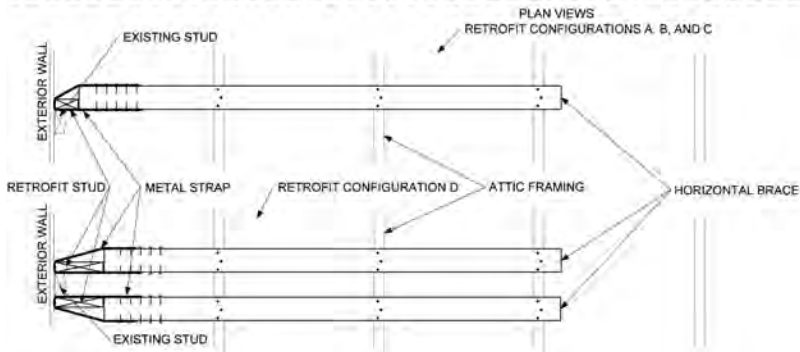 PLAN VIEWS
RETROFIT CONFIGURATIONS A, B, AND C
EXISTING STUD
EXTERIOR WALL
RETROFIT STUD
METAL STRAP
RETROFIT CONFIGURATION D
ATTIC FRAMING
HORIZONTAL BRACE
EXTERIOR WALL
EXISTING STUD